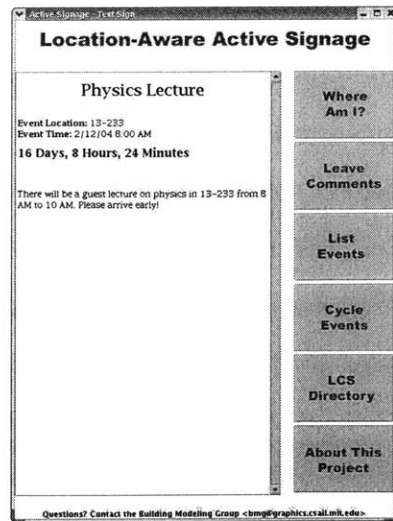 Active Signage - Text Sign
Location-Aware Active Signage
Physics Lecture
Event Location: 13-233
Event Time: 2/12/04 8:00 AM
16 Days, 8 Hours, 24 Minutes
There will be a guest lecture on physics in 13-233 from 8
AM to 10 AM. Please arrive early!
Where
Am I?
Leave
Comments
List
Events
Cycle
Events
LCS
Directory
About This
Project
Questions? Contact the Building Modeling Group <bmg@graphics.csail.mit.edu>